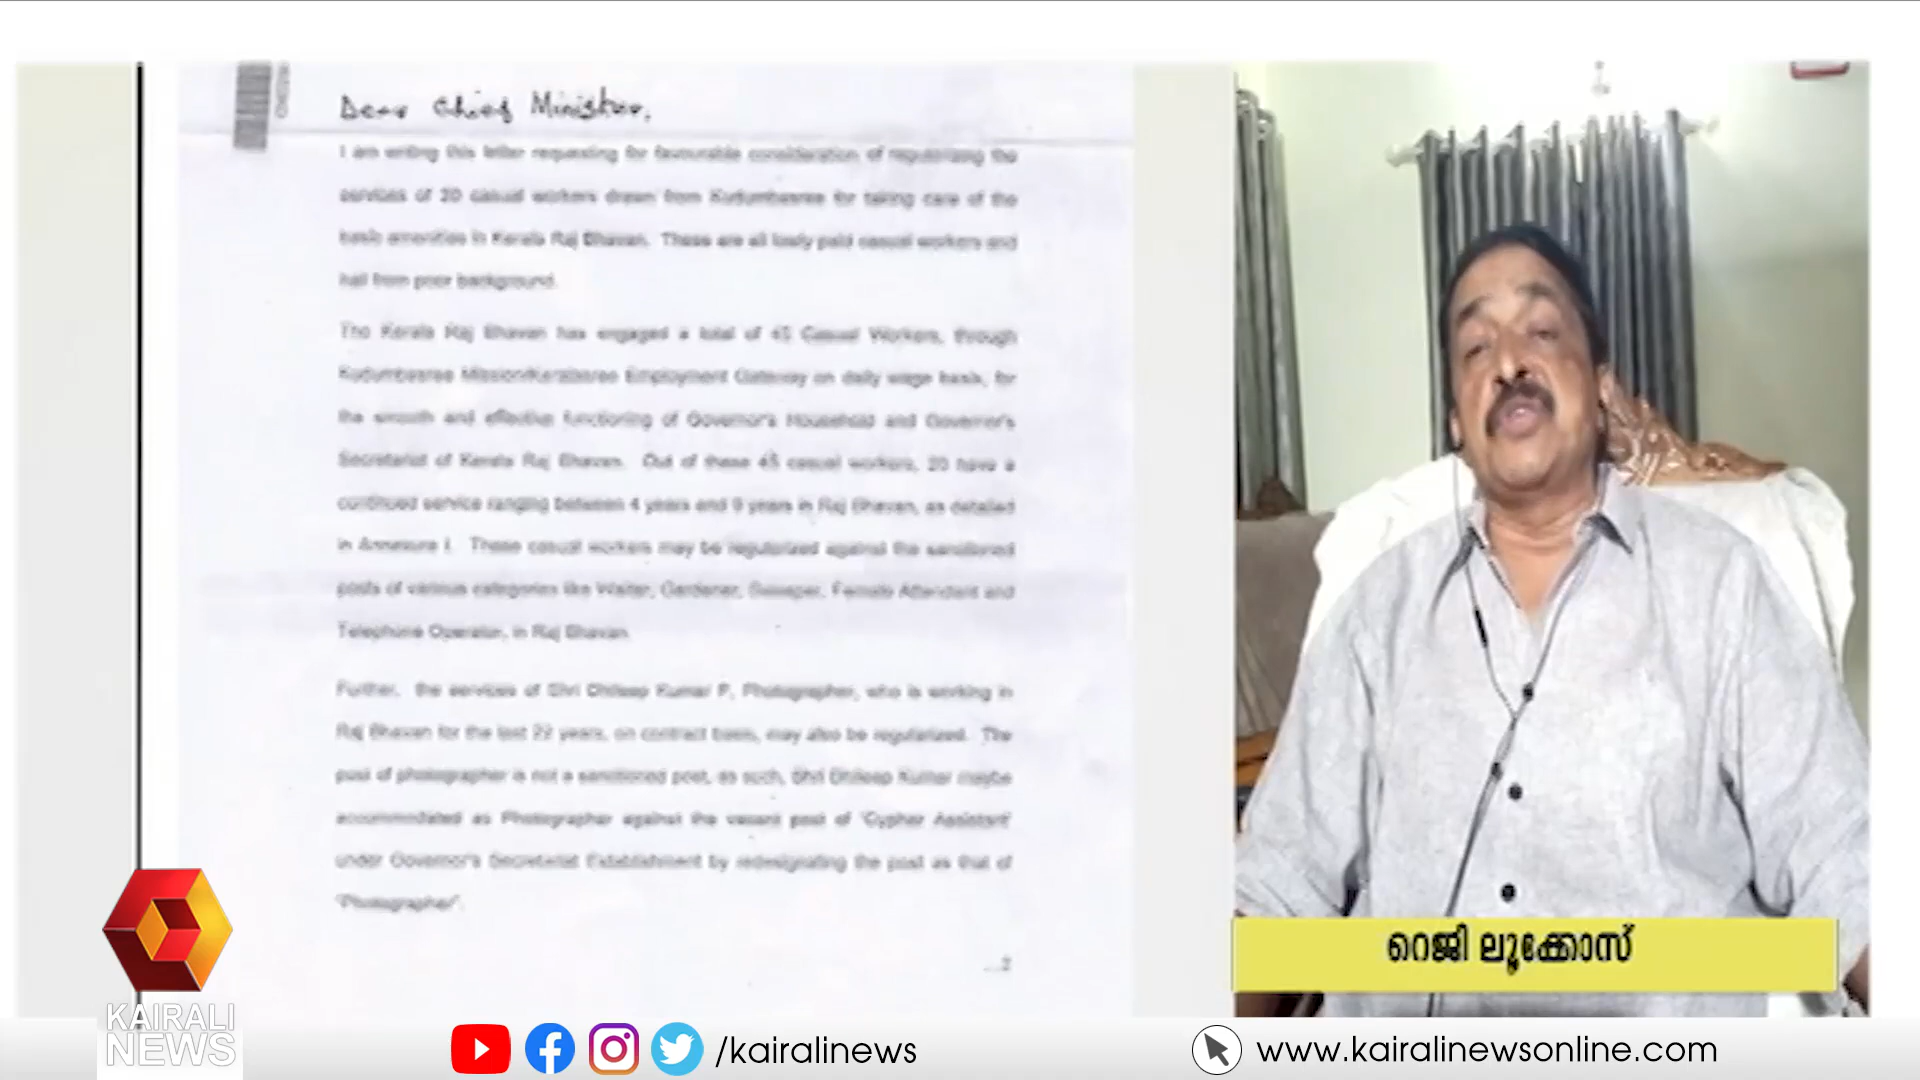 Dear Chief Minister,
I am writing this letter requesting for favourable consideration of regularizing the
services of 20 casual workers drawn from Kudumbasree for taking care of the
basic amenities in Kerala Raj Bhavan. These are all lowly paid casual workers and
hail from poor background.
The Kerala Raj Bhavan has engaged a total of 45 Casual Workers, through
Kudumbasree Mission/Kerabasree Employment Gateway on daily wage basis, for
the smooth and effective functioning of Governor's Household and Governor's
Secretariat of Kerala Raj Bhavan. Out of these 45 casual workers, 20 have a
continued service ranging between 4 years and 9 years in Raj Bhavan, as detailed
in Annexure I. These casual workers may be regularized against the sanctioned
posts of various categories like Waiter, Gardener, Sweeper, Female Attendant and
Telephone Operator, in Raj Bhavan.
Further, the services of Shri Dhileep Kumar P, Photographer, who is working in
Raj Bhavan for the last 22 years, on contract basis, may also be regularized. The
post of photographer is not a sanctioned post, as such, Shri Dhileep Kumar maybe
accommodated as Photographer against the vacant post of 'Cypher Assistant'
under Governor's Secretariat Establishment by redesignating the post as that of
'Photographer'.
...2
റെജി ലൂക്കോസ്
KAIRALI
NEWS
/kairalinews
www.kairalinewsonline.com